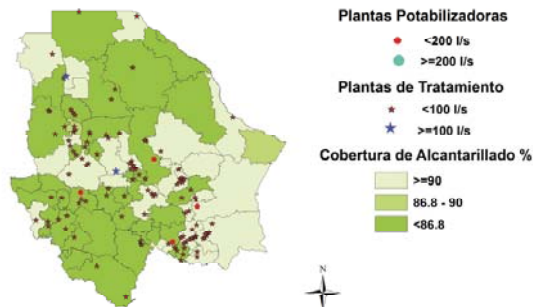 Plantas Potabilizadoras
<200 l/s
>=200 l/s
Plantas de Tratamiento
<100 l/s
>=100 l/s
Cobertura de Alcantarillado %
>=90
86.8 - 90
<86.8
N